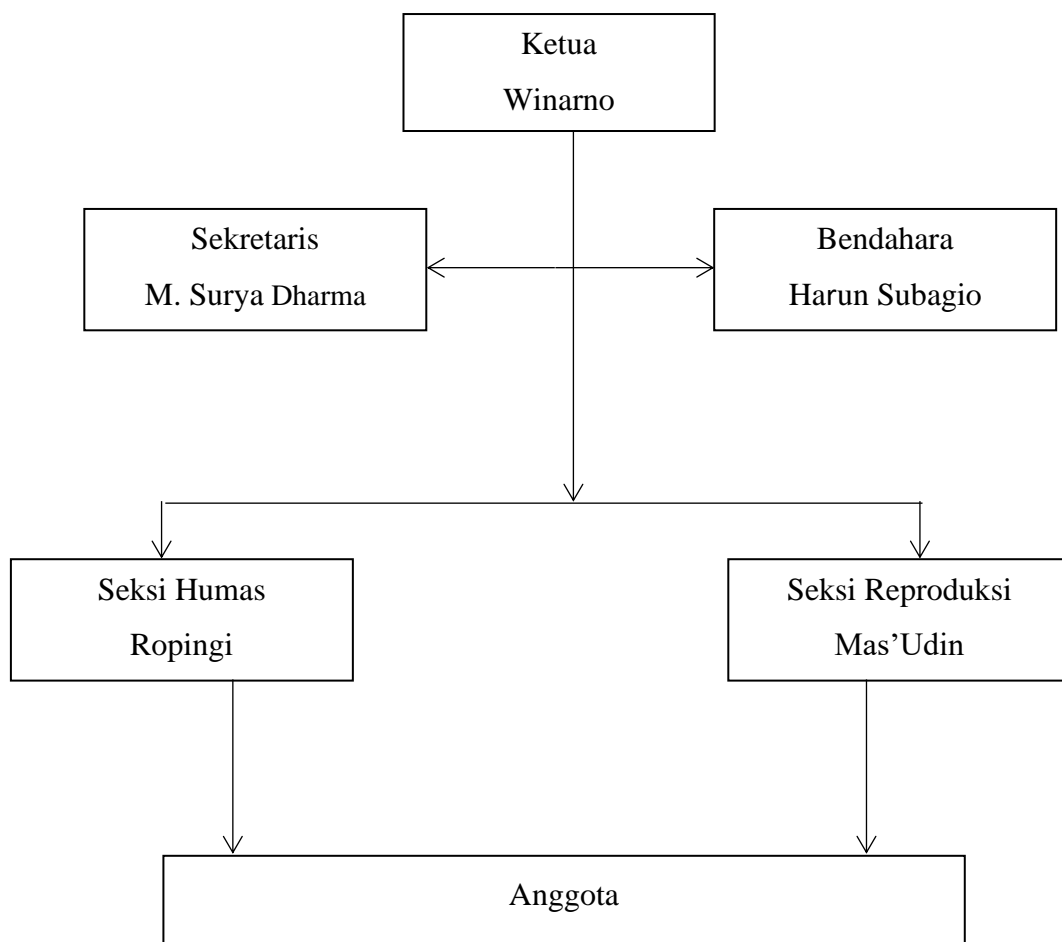 Ketua
Winarno
Sekretaris
M. Surya Dharma
Bendahara
Harun Subagio
Seksi Humas
Ropingi
Seksi Reproduksi
Mas’Udin
Anggota